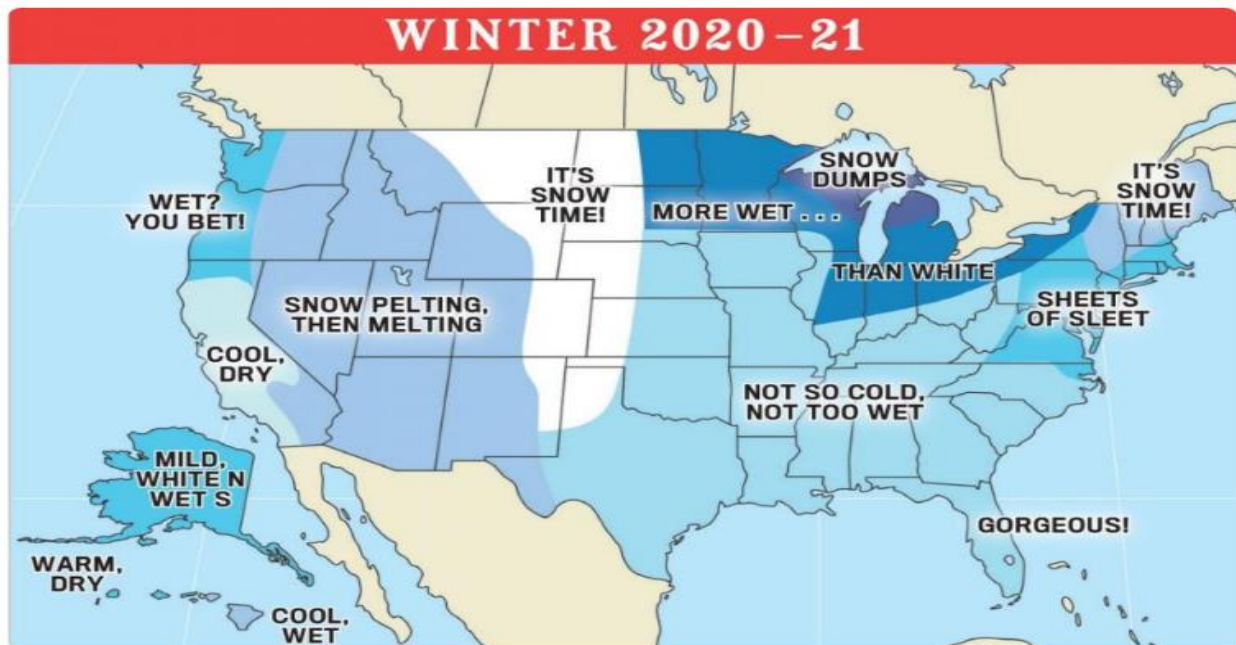 WINTER 2020–21
SNOW
DUMPS
IT'S
SNOW
TIME!
IT'S
SNOW
TIME!
WET?
YOU BET!
MORE WET . . .
THAN WHITE
SNOW PELTING,
THEN MELTING
SHEETS
OF SLEET
COOL,
DRY
NOT SO COLD,
NOT TOO WET
MILD,
WHITE N
WET S
GORGEOUS!
WARM,
DRY
COOL,
WET